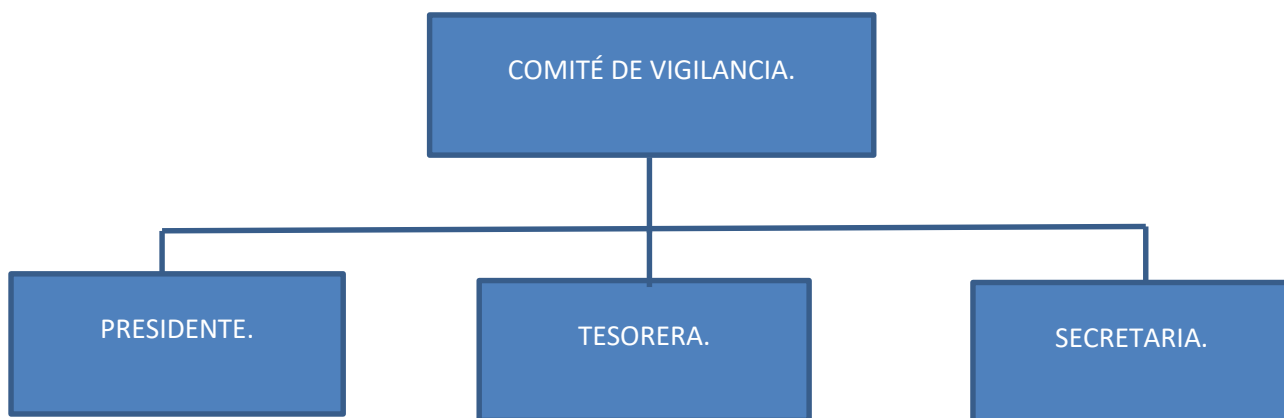 COMITÉ DE VIGILANCIA.
PRESIDENTE.
TESORERA.
SECRETARIA.